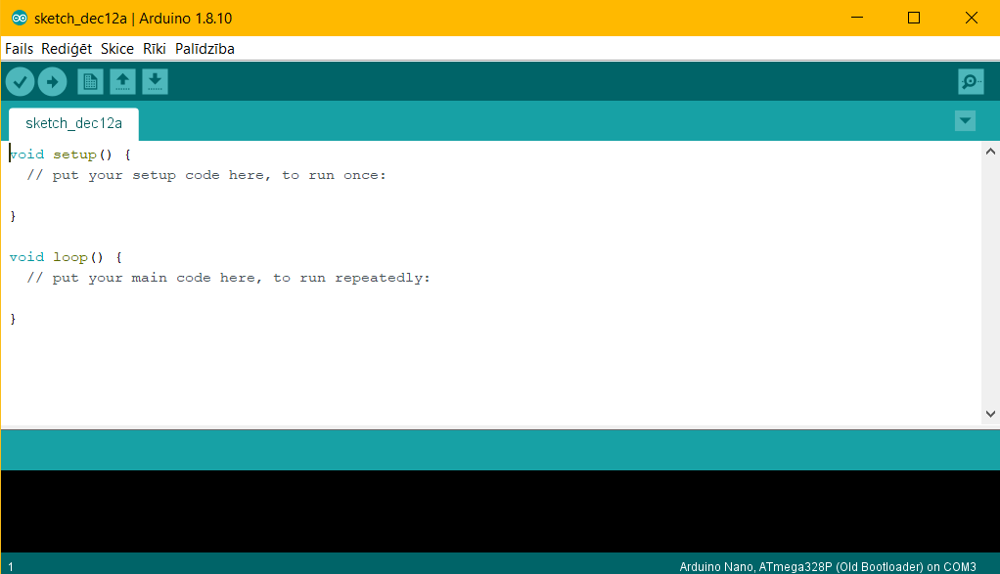 sketch_dec12a | Arduino 1.8.10
Fails Rediģēt Skice Rīki Palīdzība
sketch_dec12a
void setup() {
  // put your setup code here, to run once:
}
void loop() {
  // put your main code here, to run repeatedly:
}
1 Arduino Nano, ATmega328P (Old Bootloader) on COM3